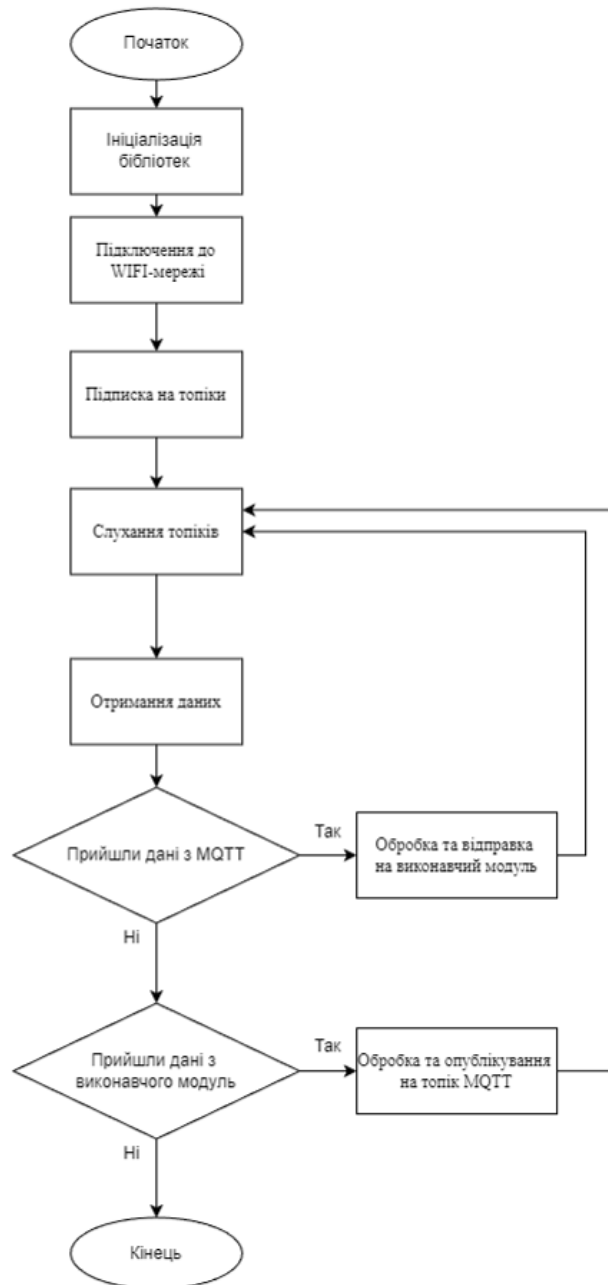 Початок
Ініціалізація
бібліотек
Підключення до
WIFI-мережі
Підписка на топіки
Слухання топіків
Отримання даних
Прийшли дані з MQTT
Так
Обробка та відправка
на виконавчий модуль
Ні
Прийшли дані з
виконавчого модуль
Так
Обробка та опублікування
на топік MQTT
Ні
Кінець